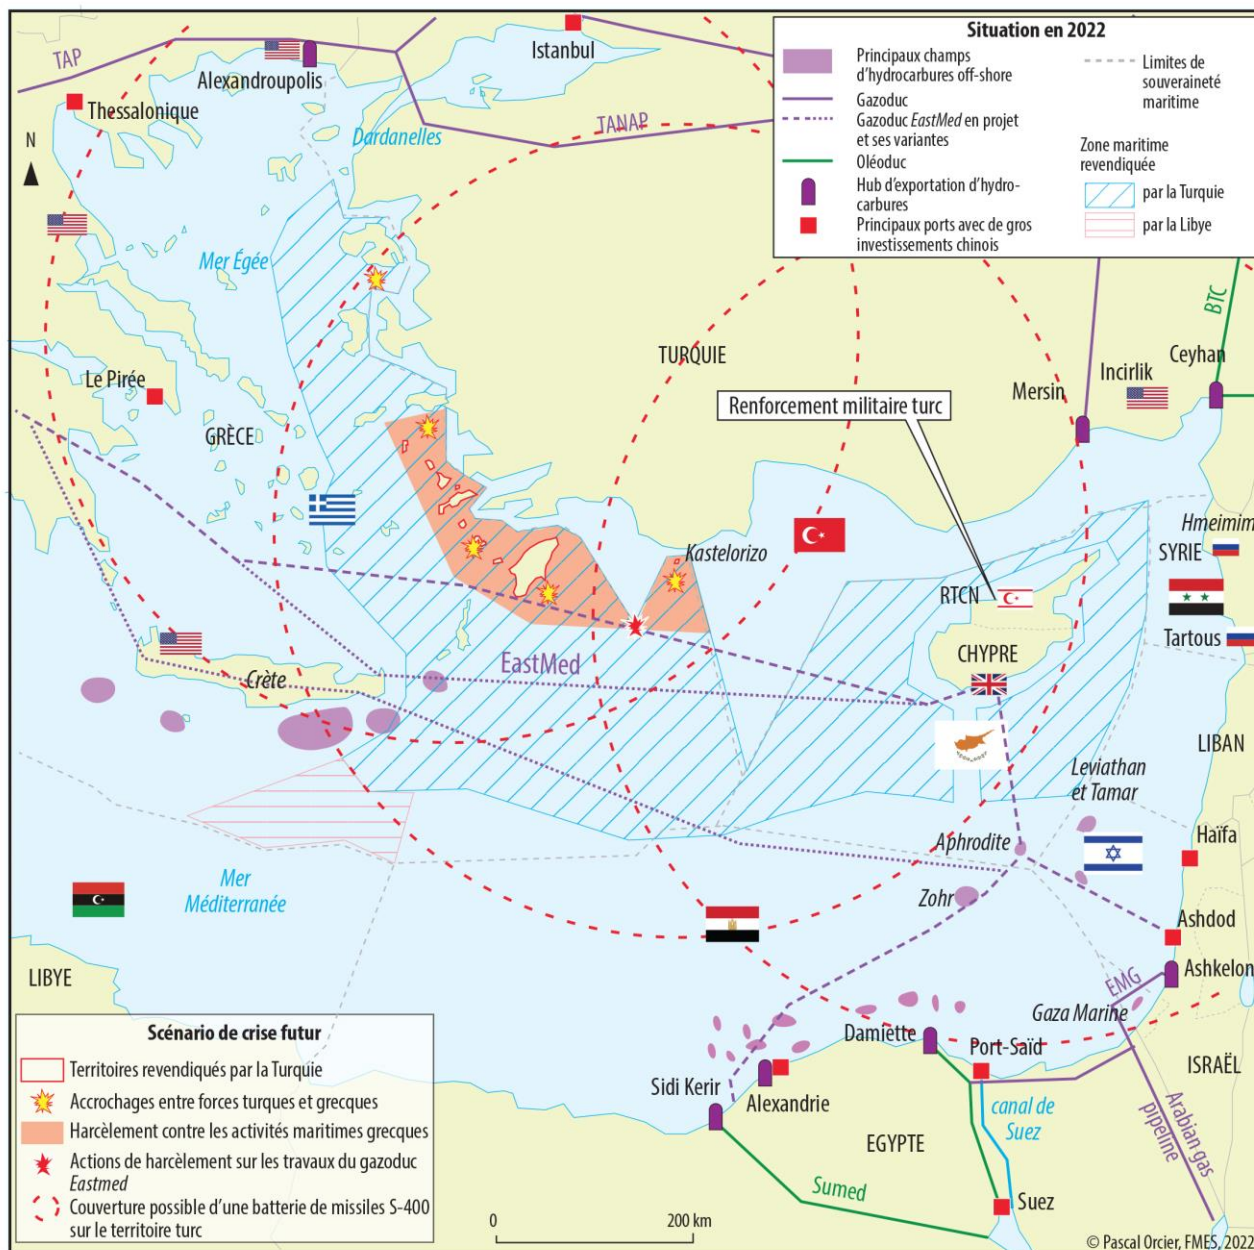 Situation en 2022
Principaux champs
d'hydrocarbures off-shore
Gazoduc
Gazoduc EastMed en projet
et ses variantes
Oléoduc
Hub d'exportation d'hydro-
carbures
Principaux ports avec de gros
investissements chinois
Limites de
souveraineté
maritime
Zone maritime
revendiquée
par la Turquie
par la Libye
TAP
Alexandroupolis
Istanbul
Thessalonique
Dardanelles
TANAP
N
Mer Égée
TURQUIE
BTC
Ceyhan
Incirlik
Mersin
Le Pirée
Renforcement militaire turc
GRÈCE
Kastelorizo
Hmeimim
SYRIE
RTCN
Tartous
EastMed
CHYPRE
Crète
LIBAN
Leviathan
et Tamar
Aphrodite
Haïfa
Mer
Méditerranée
Zohr
Ashdod
Ashkelon
EMG
LIBYE
Gaza Marine
Damiette
Port-Saïd
ISRAËL
Sidi Kerir
Alexandrie
canal de
Suez
Arabian gas
pipeline
EGYPTE
Sumed
Suez
Scénario de crise futur
Territoires revendiqués par la Turquie
Accrochages entre forces turques et grecques
Harcèlement contre les activités maritimes grecques
Actions de harcèlement sur les travaux du gazoduc
Eastmed
Couverture possible d'une batterie de missiles S-400
sur le territoire turc
0
200 km
© Pascal Orcier, FMES, 2022